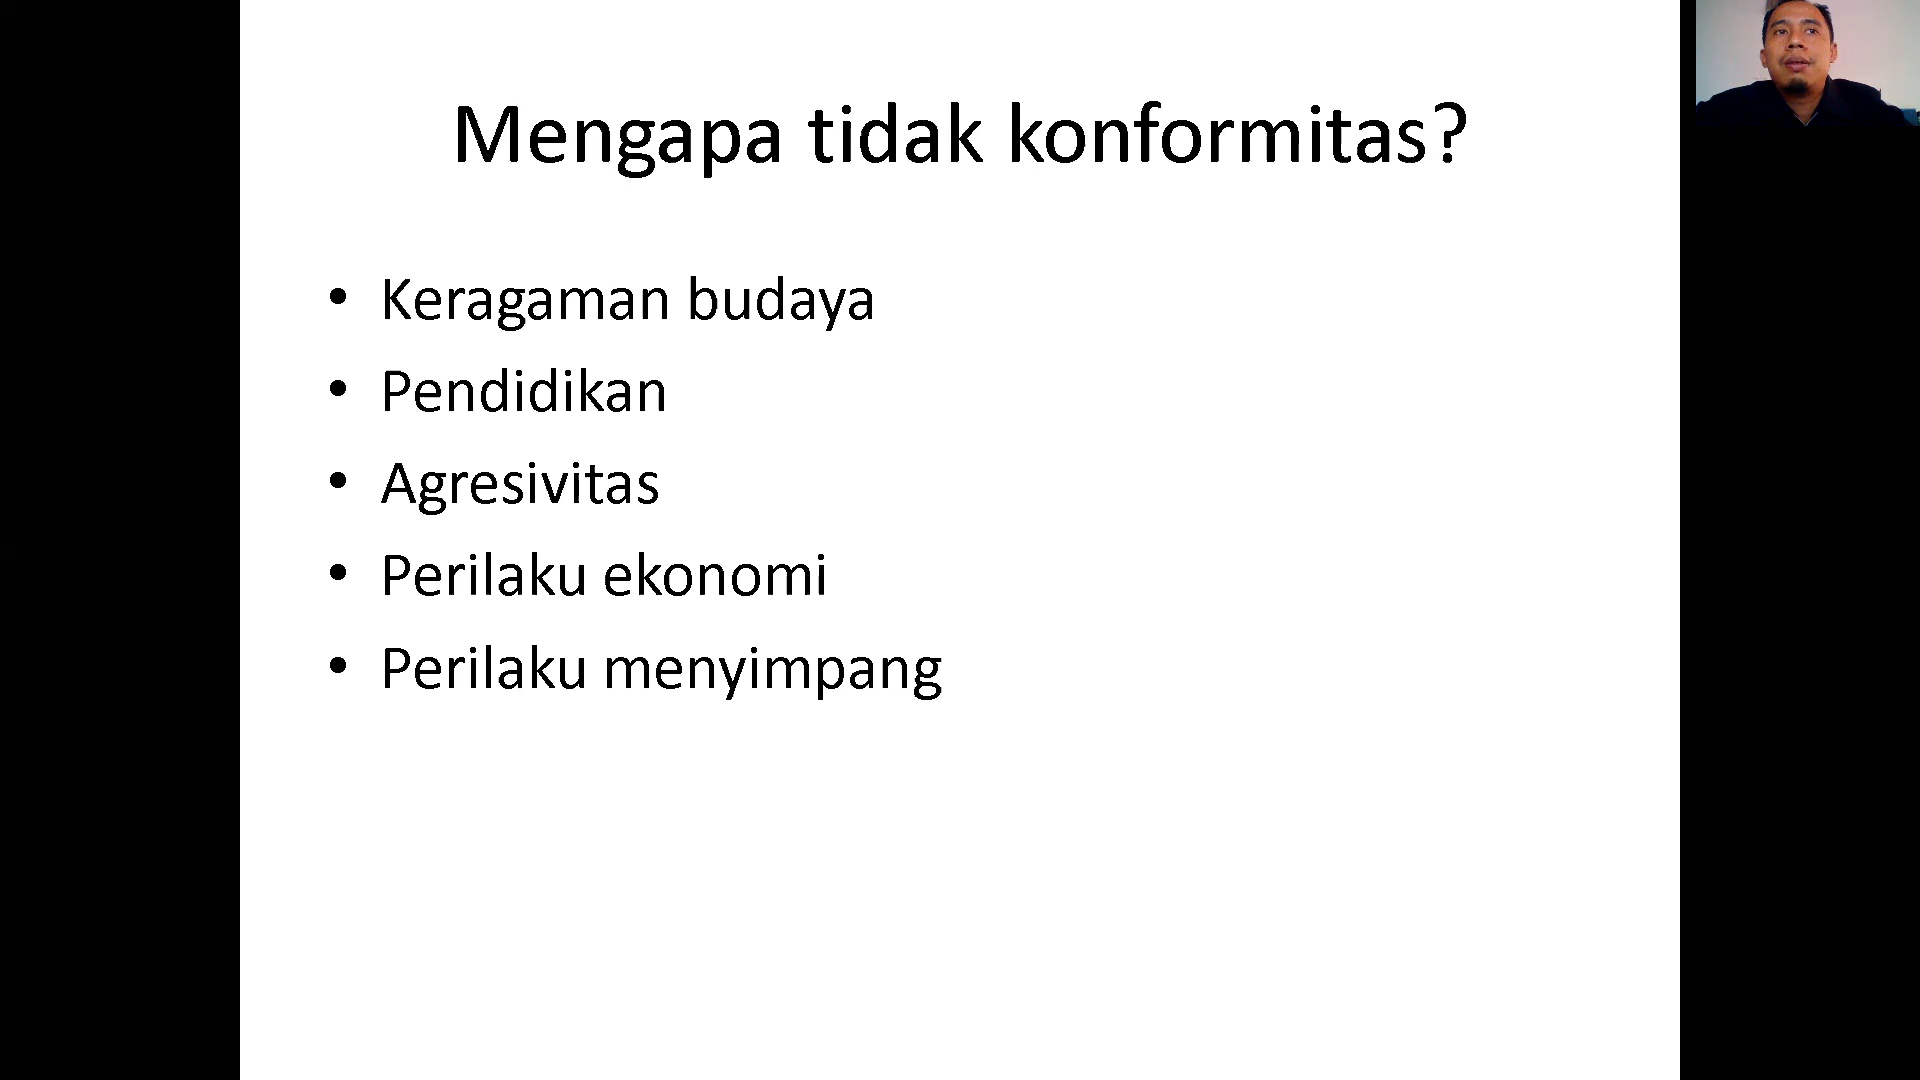 Mengapa tidak konformitas?
• Keragaman budaya
• Pendidikan
• Agresivitas
• Perilaku ekonomi
• Perilaku menyimpang